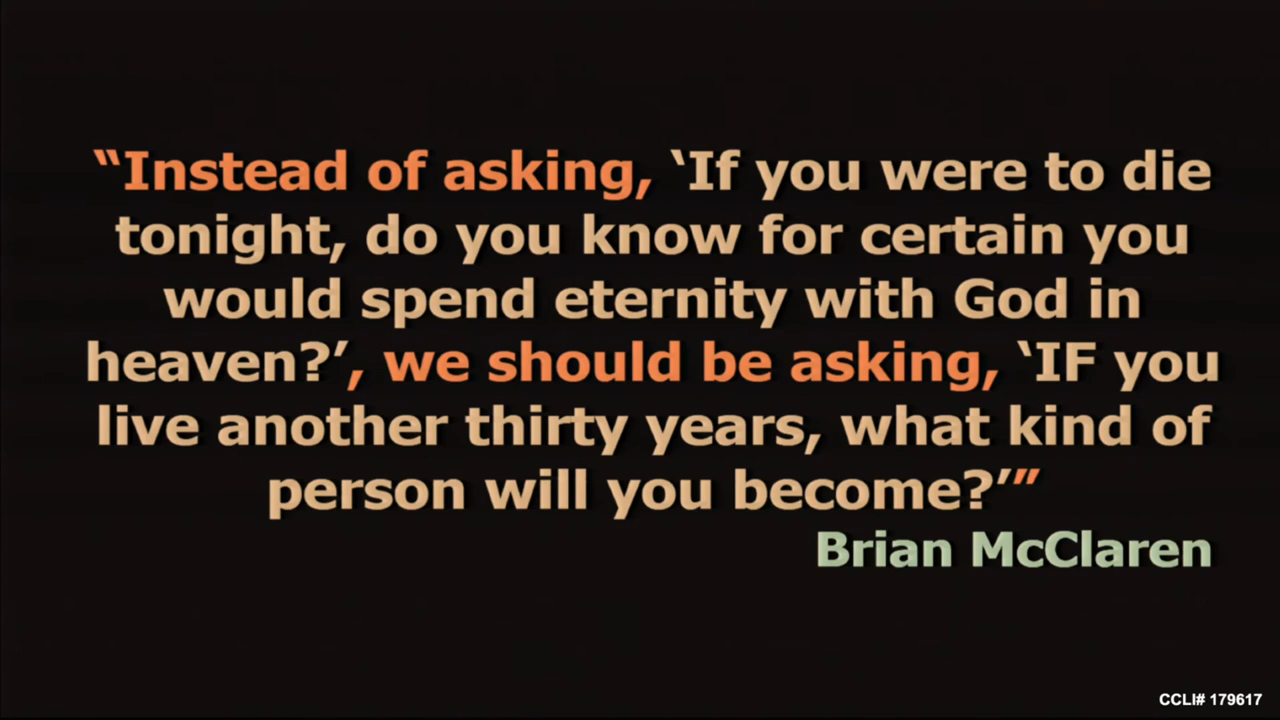 “Instead of asking, ‘If you were to die
tonight, do you know for certain you
would spend eternity with God in
heaven?’, we should be asking, ‘IF you
live another thirty years, what kind of
person will you become?’”
Brian McClaren
CCLI# 179617